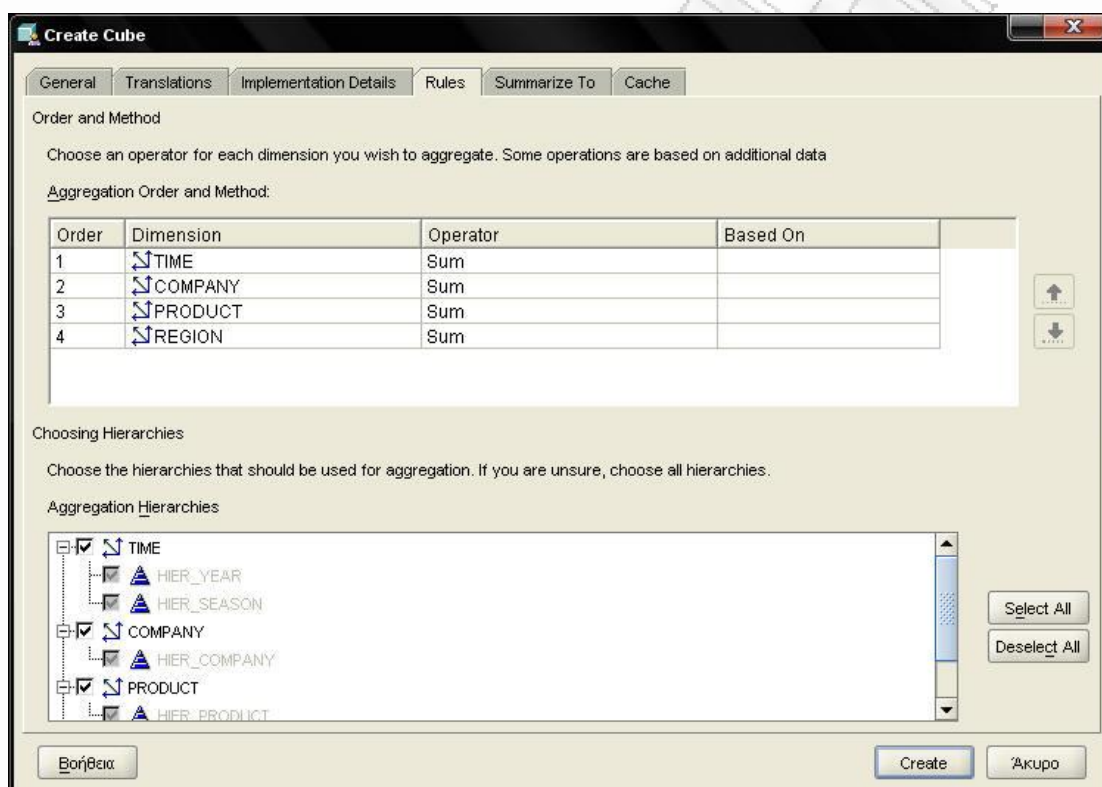 Create Cube
General Translations Implementation Details Rules Summarize To Cache
Order and Method
Choose an operator for each dimension you wish to aggregate. Some operations are based on additional data
Aggregation Order and Method:
Order Dimension Operator Based On
1 TIME Sum
2 COMPANY Sum
3 PRODUCT Sum
4 REGION Sum
Choosing Hierarchies
Choose the hierarchies that should be used for aggregation. If you are unsure, choose all hierarchies.
Aggregation Hierarchies
TIME
HIER_YEAR
HIER_SEASON
COMPANY
HIER_COMPANY
PRODUCT
HIER_PRODUCT
Select All
Deselect All
Βοήθεια Create Άκυρο